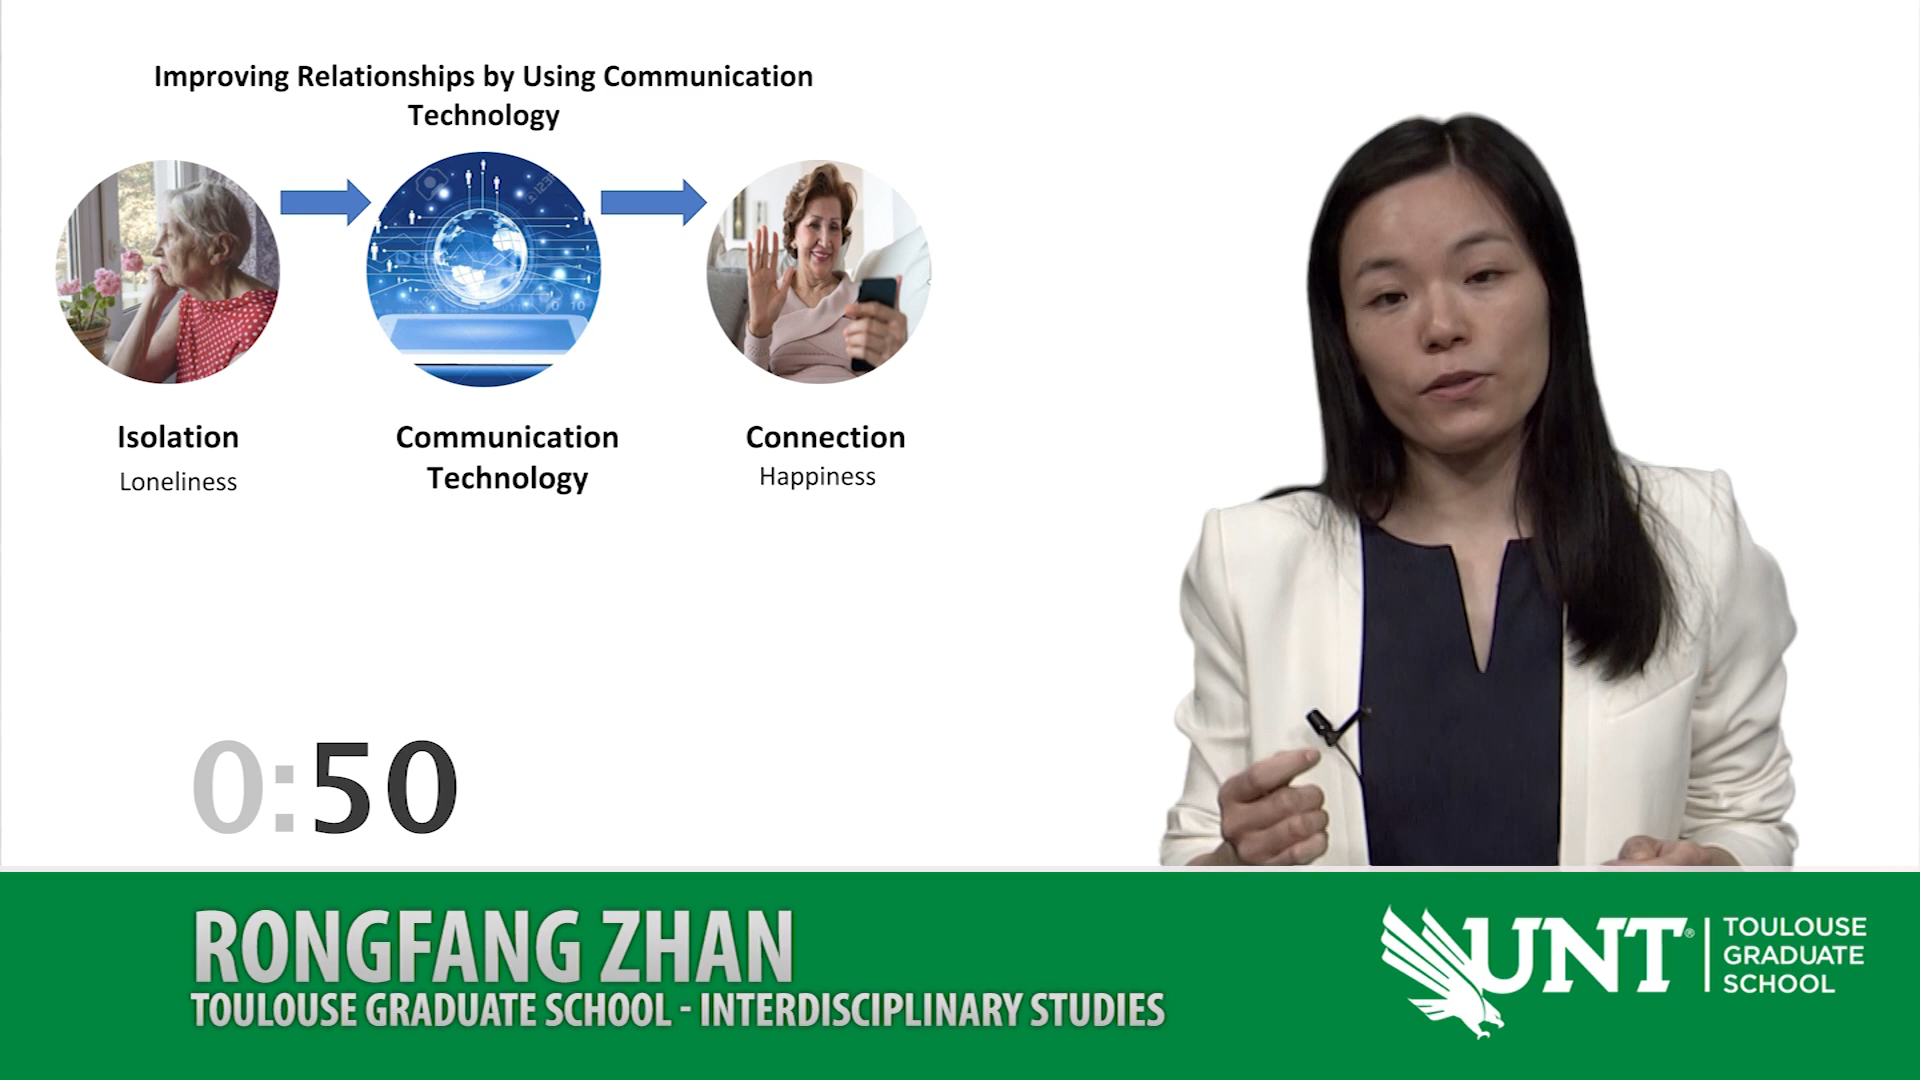 Improving Relationships by Using Communication
Technology
Isolation
Loneliness
Communication
Technology
Connection
Happiness
0:50
RONGFANG ZHAN
TOULOUSE GRADUATE SCHOOL - INTERDISCIPLINARY STUDIES
UNT®
TOULOUSE
GRADUATE
SCHOOL